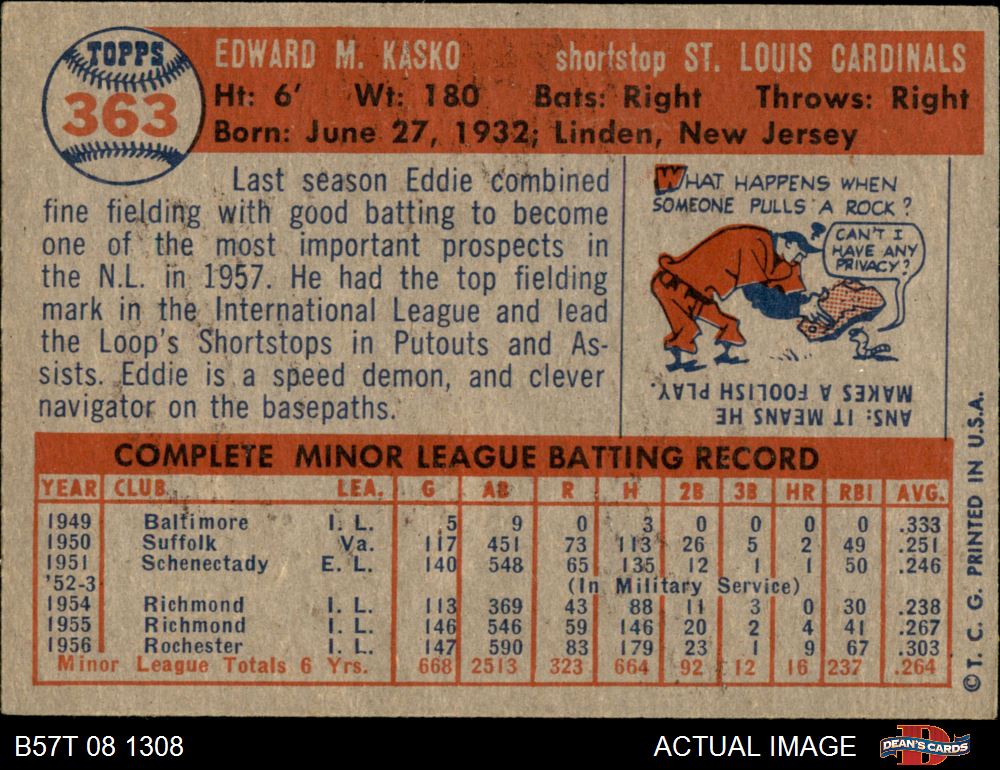 TOPPS
363
EDWARD M. KASKO shortstop ST. LOUIS CARDINALS
Ht: 6' Wt: 180 Bats: Right Throws: Right
Born: June 27, 1932; Linden, New Jersey
Last season Eddie combined
fine fielding with good batting to become
one of the most important prospects in
the N.L. in 1957. He had the top fielding
mark in the International League and lead
the Loop's Shortstops in Putouts and As-
sists. Eddie is a speed demon, and clever
navigator on the basepaths.
WHAT HAPPENS WHEN
SOMEONE PULLS A ROCK?
CAN'T I
HAVE ANY
PRIVACY?
ANS: IT MEANS HE
MAKES A FOOLISH PLAY.
COMPLETE MINOR LEAGUE BATTING RECORD
YEAR CLUB LEA. G AB R H 2B 3B HR RBI AVG.
1949 Baltimore I. L. 5 9 0 3 0 0 0 0 .333
1950 Suffolk Va. 117 451 73 113 26 5 2 49 .251
1951 Schenectady E. L. 140 548 65 135 12 1 1 50 .246
'52-3 (In Military Service)
1954 Richmond I. L. 113 369 43 88 11 3 0 30 .238
1955 Richmond I. L. 146 546 59 146 20 2 4 41 .267
1956 Rochester I. L. 147 590 83 179 23 1 9 67 .303
Minor League Totals 6 Yrs. 668 2513 323 664 92 12 16 237 .264
©T. C. G. PRINTED IN U.S.A.
B57T 08 1308 ACTUAL IMAGE
D
DEAN'S CARDS